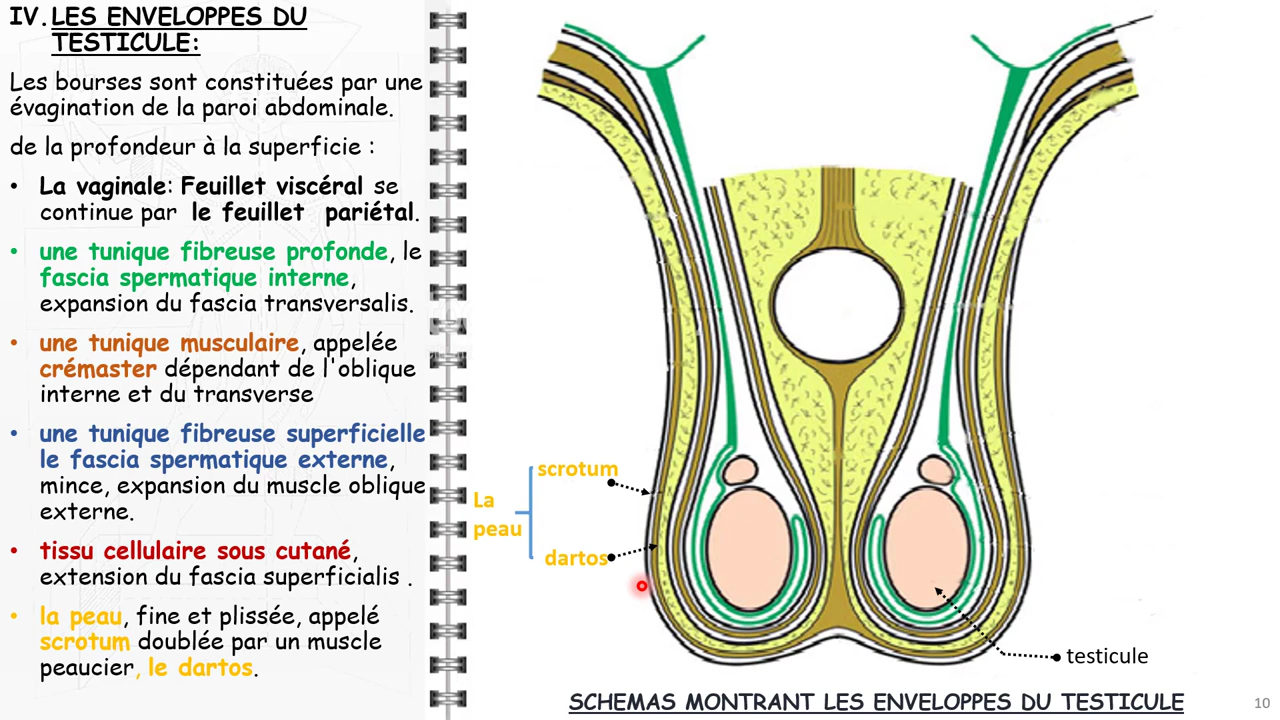 IV. LES ENVELOPPES DU
TESTICULE:
Les bourses sont constituées par une
évagination de la paroi abdominale.
de la profondeur à la superficie :
• La vaginale: Feuillet viscéral se
continue par le feuillet pariétal.
• une tunique fibreuse profonde, le
fascia spermatique interne,
expansion du fascia transversalis.
• une tunique musculaire, appelée
crémaster dépendant de l'oblique
interne et du transverse
• une tunique fibreuse superficielle
le fascia spermatique externe,
mince, expansion du muscle oblique
externe.
• tissu cellulaire sous cutané,
extension du fascia superficialis .
• la peau, fine et plissée, appelé
scrotum doublée par un muscle
peaucier, le dartos.
scrotum
La
peau
dartos
testicule
SCHEMAS MONTRANT LES ENVELOPPES DU TESTICULE
10